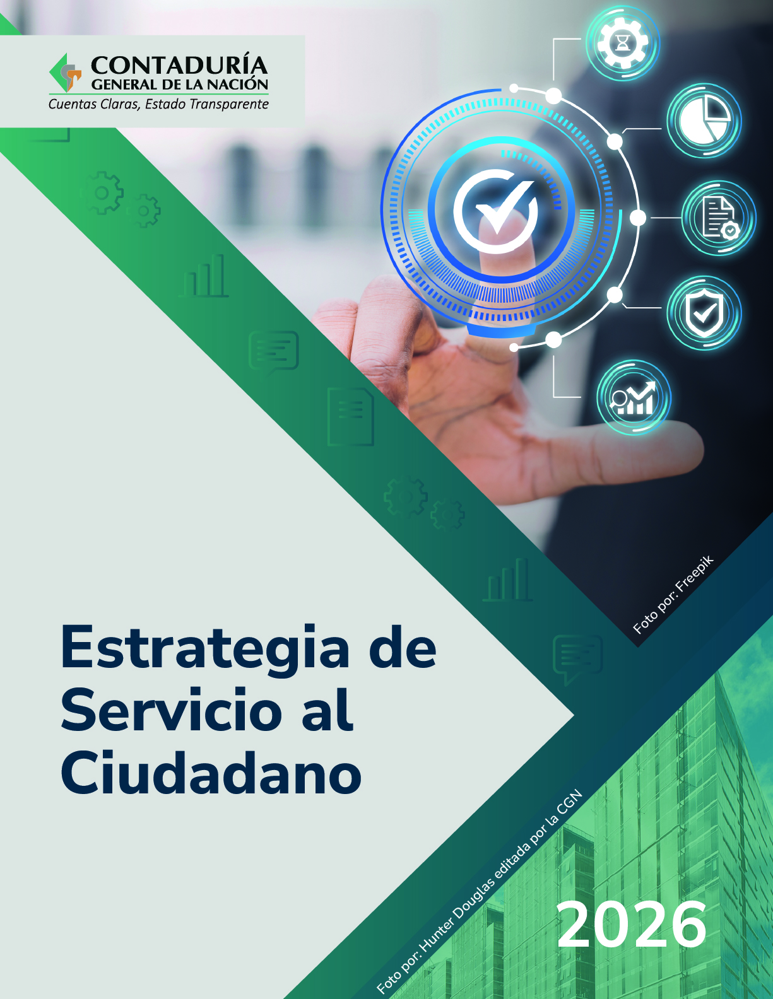 CONTADURÍA
GENERAL DE LA NACIÓN
Cuentas Claras, Estado Transparente
Foto por: Freepik
Estrategia de
Servicio al
Ciudadano
Foto por: Hunter Douglas editada por la CGN
2026